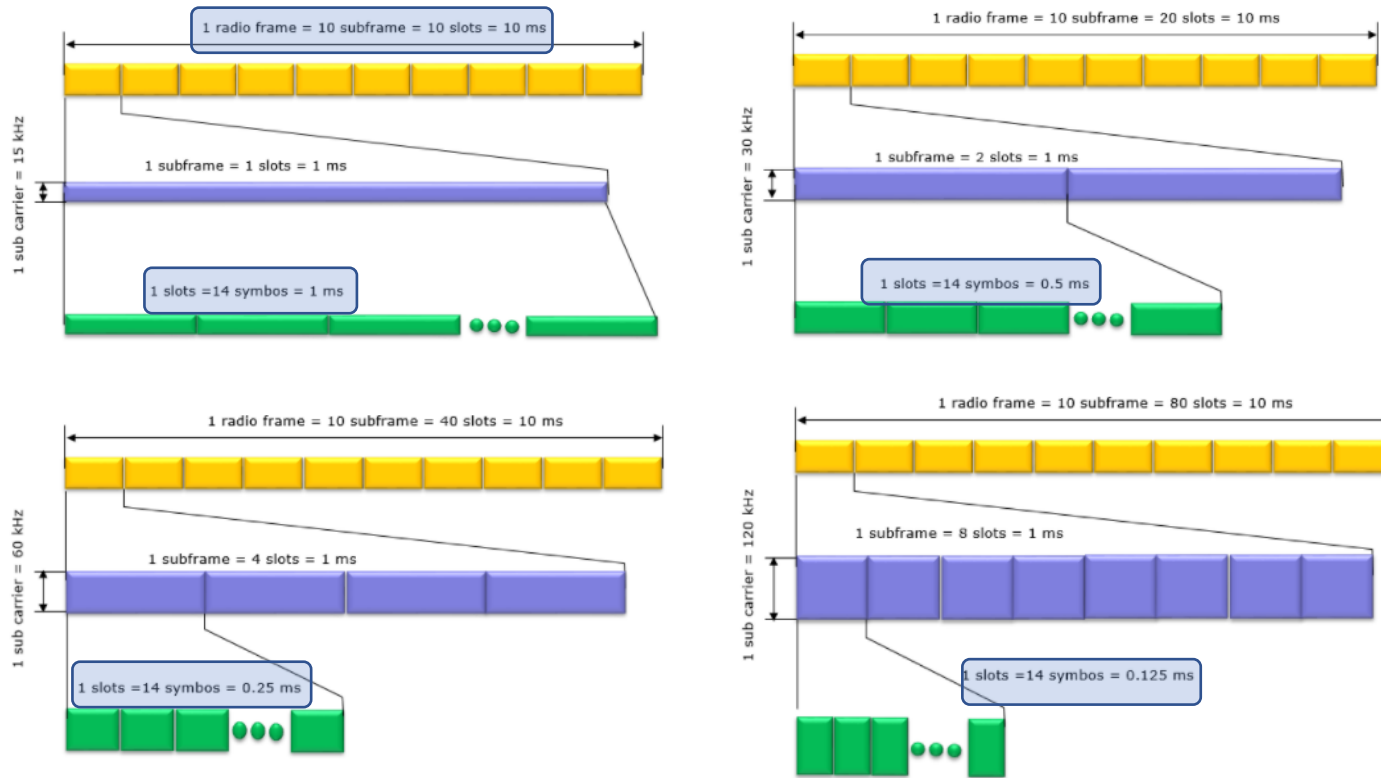 1 radio frame = 10 subframe = 10 slots = 10 ms
1 sub carrier = 15 kHz
1 subframe = 1 slots = 1 ms
1 slots =14 symbos = 1 ms
1 radio frame = 10 subframe = 20 slots = 10 ms
1 sub carrier = 30 kHz
1 subframe = 2 slots = 1 ms
1 slots =14 symbos = 0.5 ms
1 radio frame = 10 subframe = 40 slots = 10 ms
1 sub carrier = 60 kHz
1 subframe = 4 slots = 1 ms
1 slots =14 symbos = 0.25 ms
1 radio frame = 10 subframe = 80 slots = 10 ms
1 sub carrier = 120 kHz
1 subframe = 8 slots = 1 ms
1 slots =14 symbos = 0.125 ms